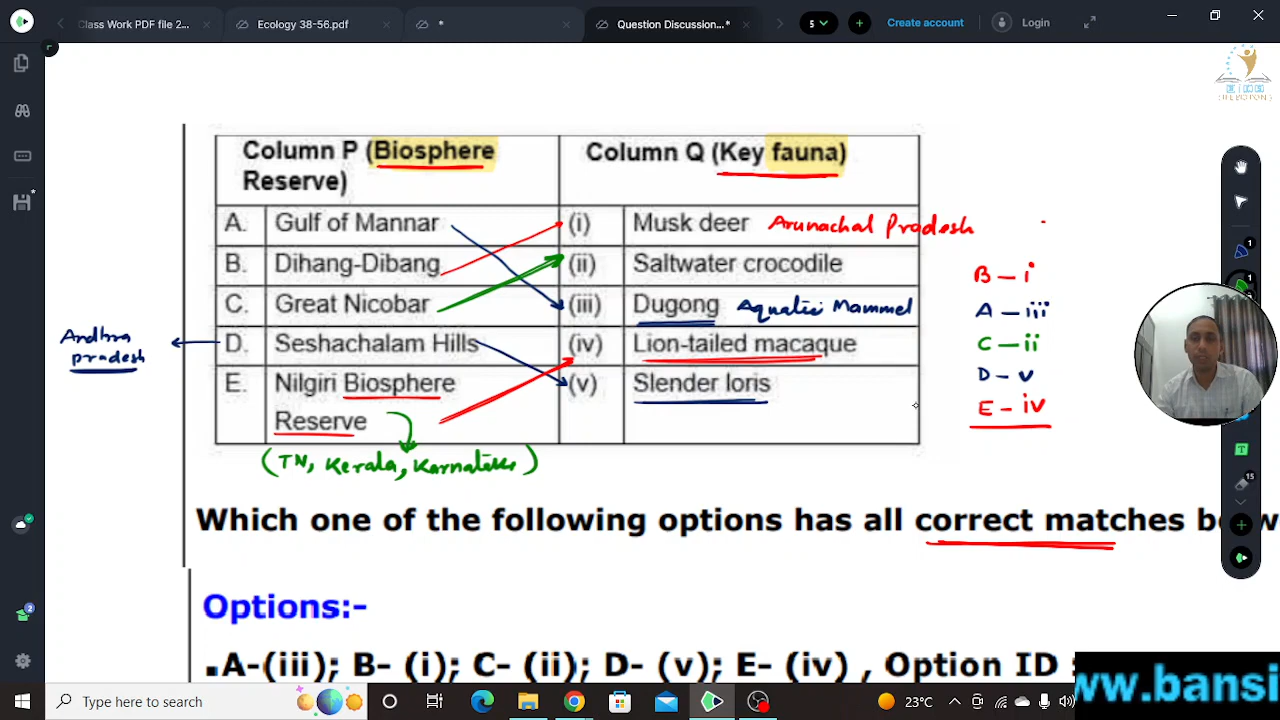 Class Work PDF file 2...
Ecology 38-56.pdf
*
Question Discussion...*
5
Create account
Login
Column P (Biosphere Reserve)
Column Q (Key fauna)
A. Gulf of Mannar (i) Musk deer Arunachal Pradesh
B. Dihang-Dibang (ii) Saltwater crocodile
B – i
C. Great Nicobar (iii) Dugong Aquatic Mammel
A – iii
Andhra
pradesh
D. Seshachalam Hills (iv) Lion-tailed macaque
C – ii
E. Nilgiri Biosphere (v) Slender loris
D – v
Reserve
E – iv
(TN, Kerala, Karnataka)
Which one of the following options has all correct matches be
Options:-
.A-(iii); B- (i); C- (ii); D- (v); E- (iv) , Option ID :
ww.bansi
Type here to search
23°C